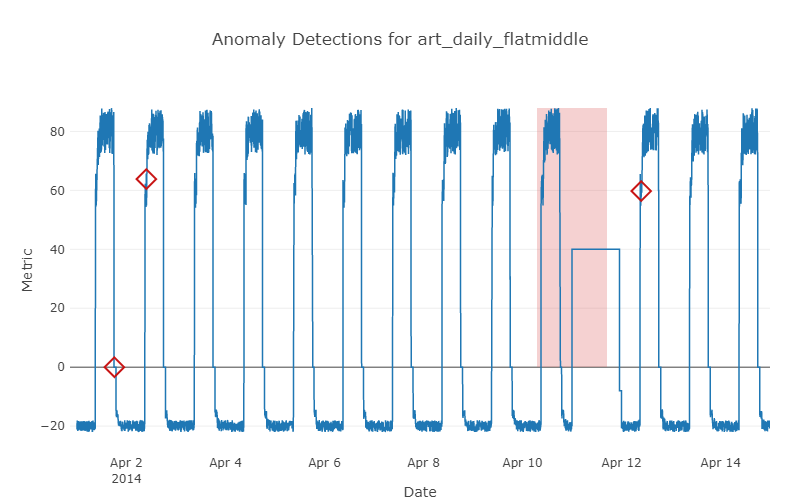 Anomaly Detections for art_daily_flatmiddle
80
60
40
20
0
−20
Metric
Apr 2
2014
Apr 4
Apr 6
Apr 8
Apr 10
Apr 12
Apr 14
Date